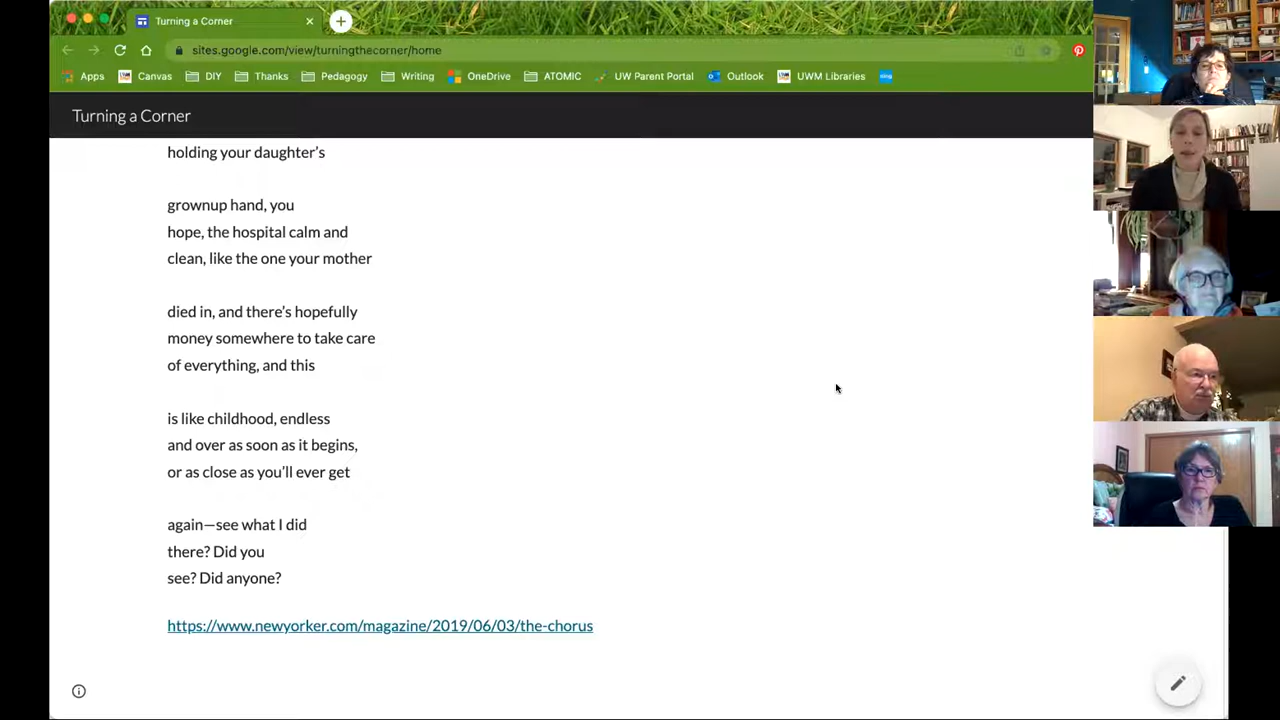 Turning a Corner
sites.google.com/view/turningthecorner/home
Apps
Canvas
DIY
Thanks
Pedagogy
Writing
OneDrive
ATOMIC
UW Parent Portal
Outlook
UWM Libraries
Turning a Corner
holding your daughter’s
grownup hand, you
hope, the hospital calm and
clean, like the one your mother
died in, and there’s hopefully
money somewhere to take care
of everything, and this
is like childhood, endless
and over as soon as it begins,
or as close as you’ll ever get
again—see what I did
there? Did you
see? Did anyone?
https://www.newyorker.com/magazine/2019/06/03/the-chorus